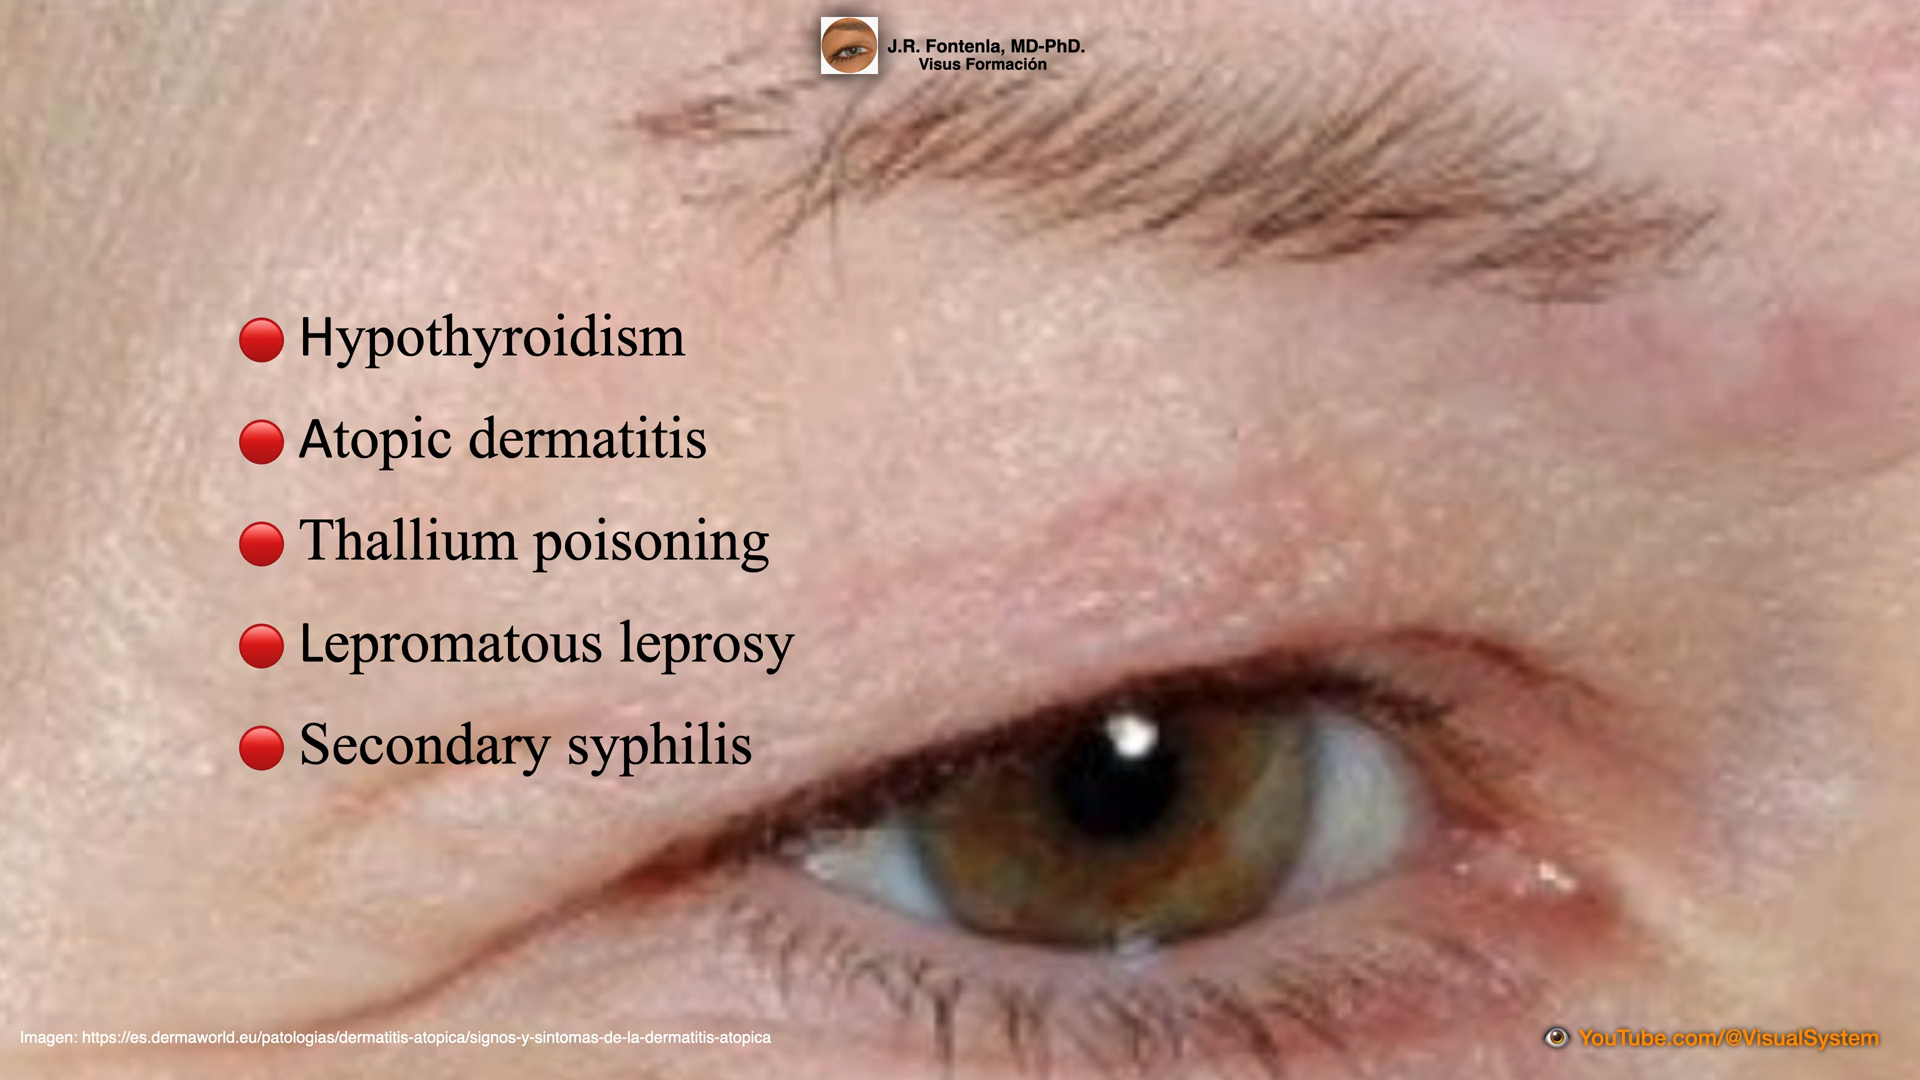 J.R. Fontenla, MD-PhD.
Visus Formación
Hypothyroidism
Atopic dermatitis
Thallium poisoning
Lepromatous leprosy
Secondary syphilis
Imagen: https://es.dermaworld.eu/patologias/dermatitis-atopica/signos-y-sintomas-de-la-dermatitis-atopica
YouTube.com/@VisualSystem